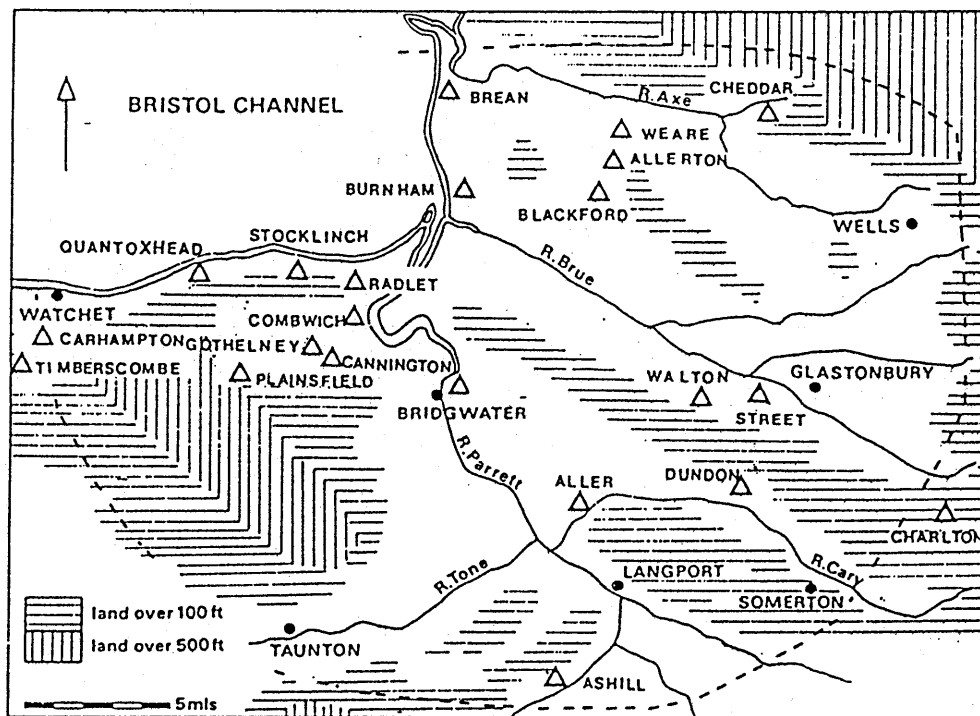 BRISTOL CHANNEL
BREAN
R.Axe
CHEDDAR
WEARE
ALLERTON
BURNHAM
BLACKFORD
WELLS
QUANTOXHEAD
STOCKLINCH
R.Brue
RADLET
WATCHET
COMBWICH
CARHAMPTON
GOTHELNEY
CANNINGTON
TIMBERSCOMBE
PLAINSFIELD
WALTON
GLASTONBURY
STREET
BRIDGWATER
R.Parrett
ALLER
DUNDON
CHARLTON
R.Tone
LANGPORT
R.Cary
SOMERTON
land over 100 ft
land over 500 ft
TAUNTON
ASHILL
5mls